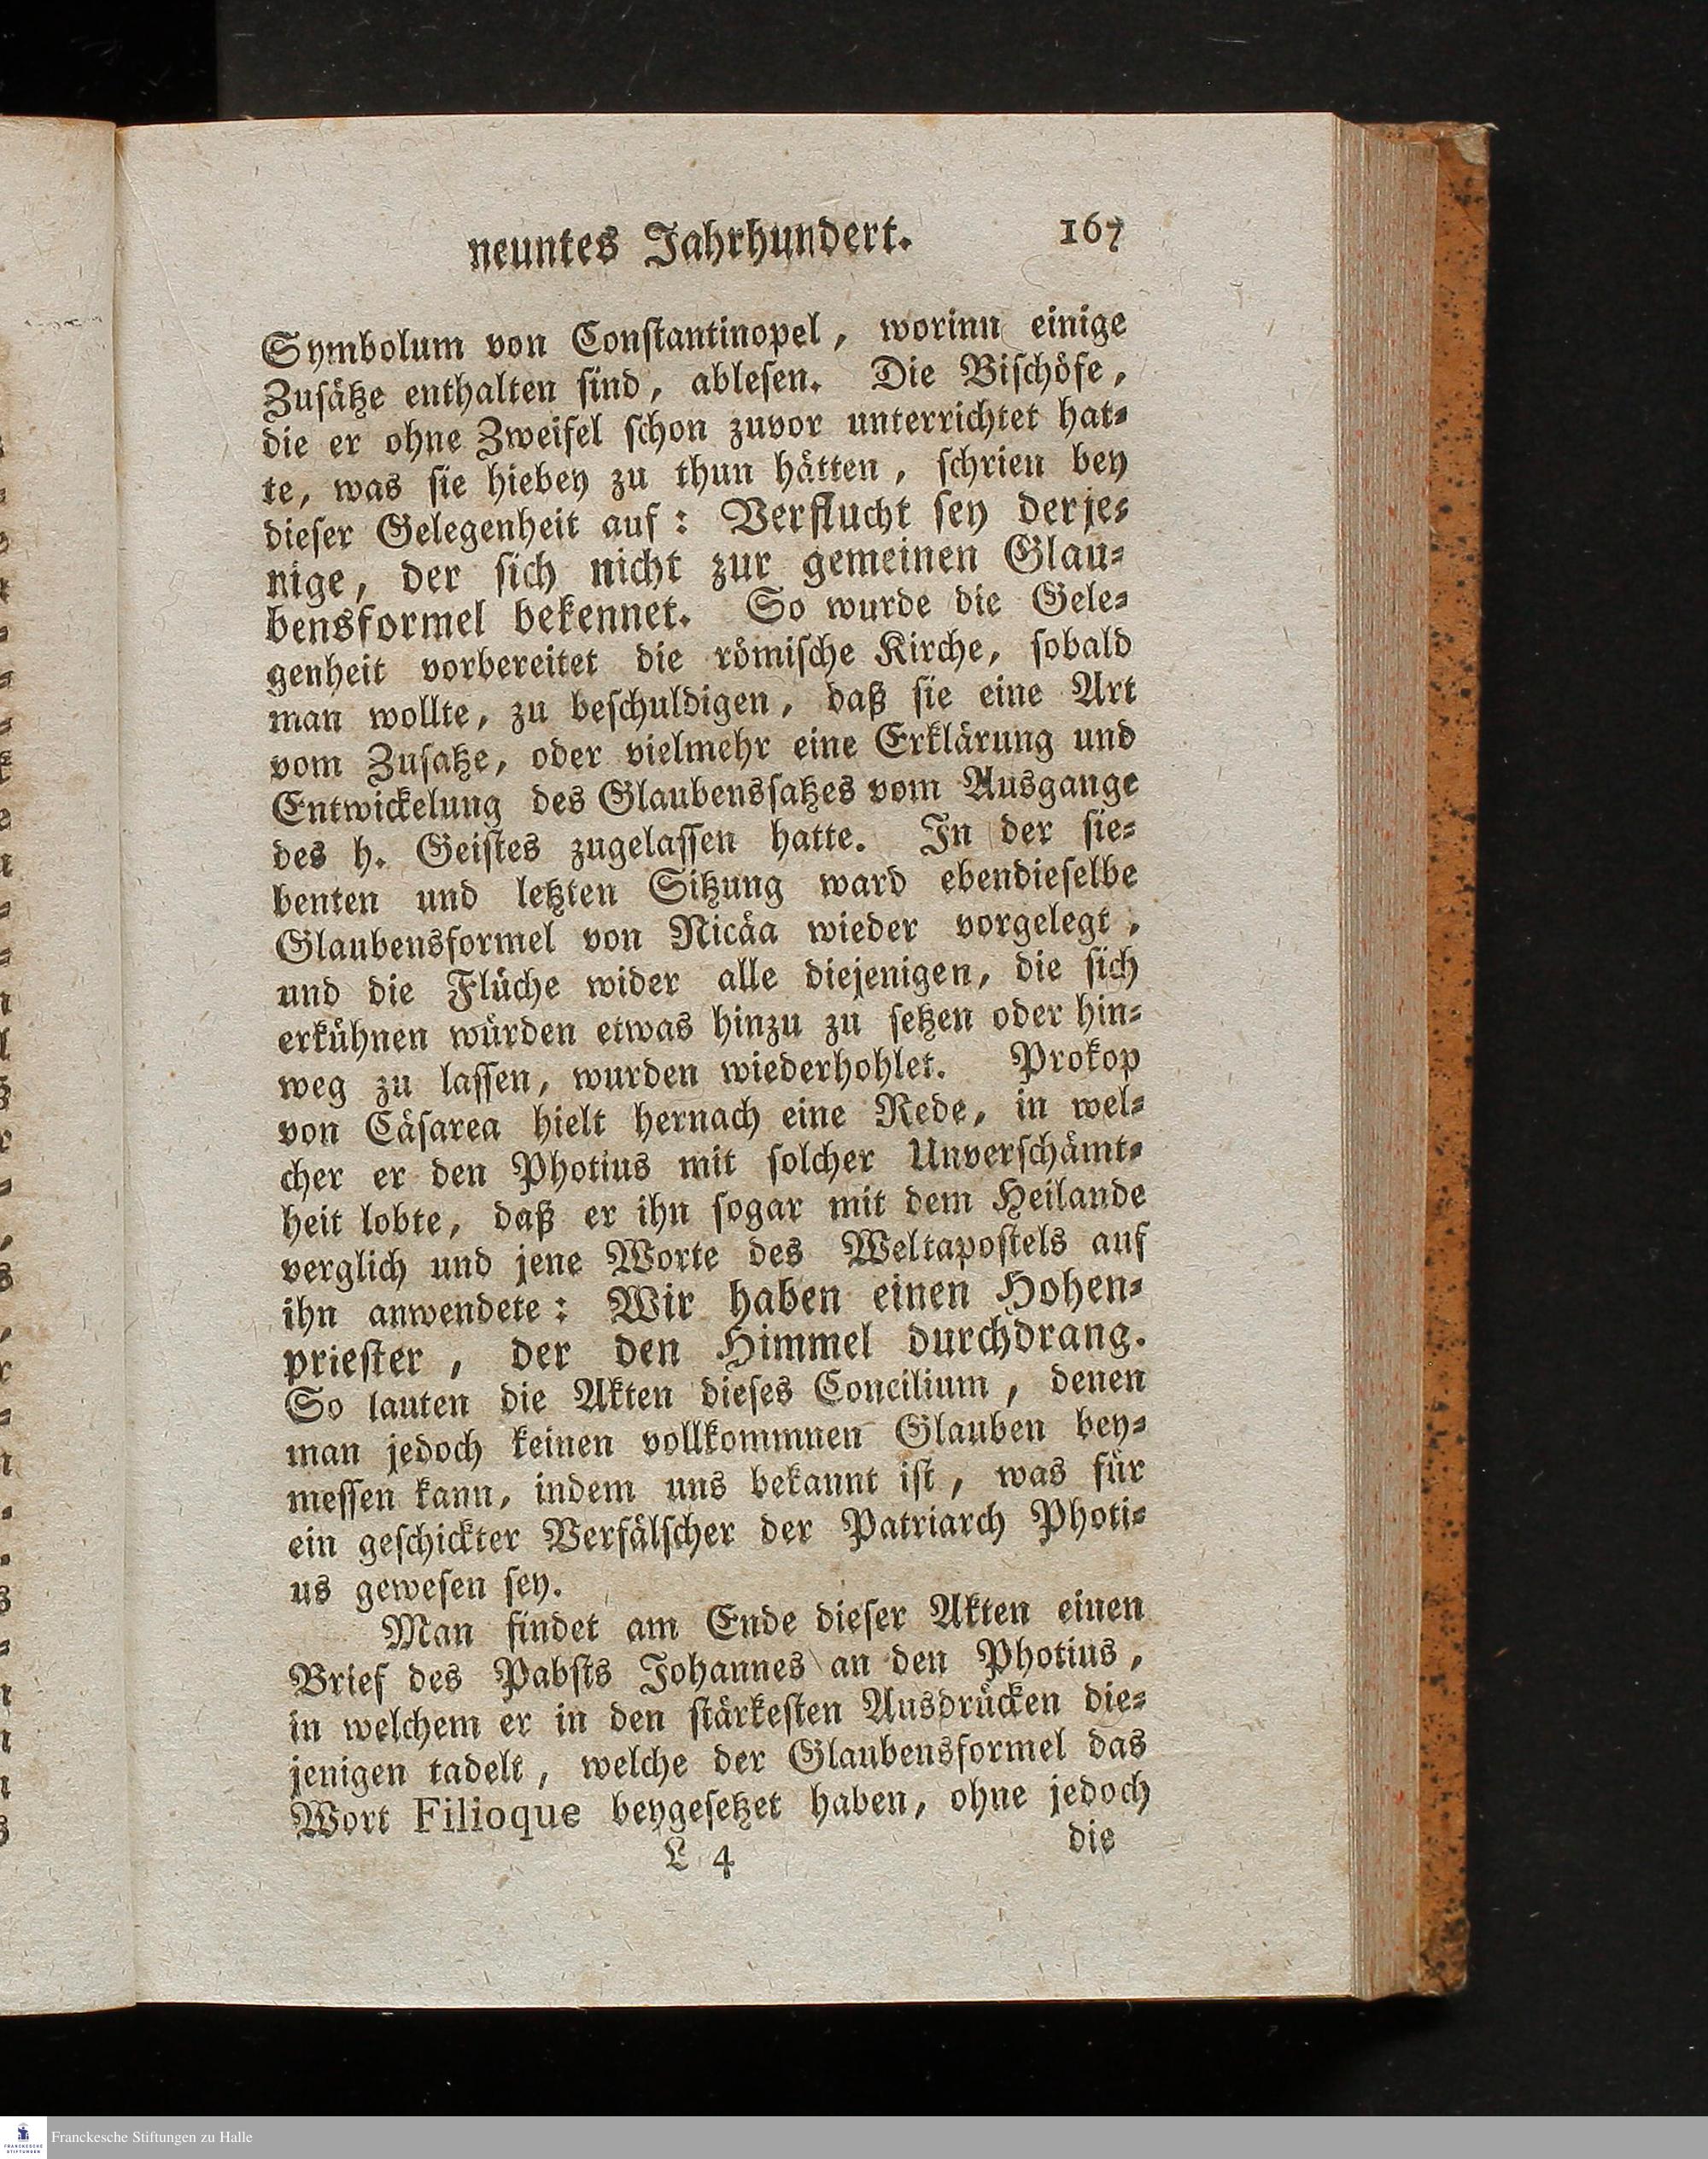 neuntes Jahrhundert. 167
Symbolum von Constantinopel, worinn einige
Zusätze enthalten sind, ablesen. Die Bischöfe,
die er ohne Zweifel schon zuvor unterrichtet hat-
te, was sie hiebey zu thun hätten, schrien bey
dieser Gelegenheit auf: Verflucht sey derje-
nige, der sich nicht zur gemeinen Glau-
bensformel bekennet. So wurde die Gele-
genheit vorbereitet die römische Kirche, sobald
man wollte, zu beschuldigen, daß sie eine Art
vom Zusatze, oder vielmehr eine Erklärung und
Entwickelung des Glaubenssatzes vom Ausgange
des h. Geistes zugelassen hatte. In der sie-
benten und letzten Sitzung ward ebendieselbe
Glaubensformel von Nicäa wieder vorgelegt,
und die Flüche wider alle diejenigen, die sich
erkühnen würden etwas hinzu zu setzen oder hin-
weg zu lassen, wurden wiederhohlet. Prokop
von Cäsarea hielt hernach eine Rede, in wel-
cher er den Photius mit solcher Unverschämt-
heit lobte, daß er ihn sogar mit dem Heilande
verglich und jene Worte des Weltapostels auf
ihn anwendete: Wir haben einen Hohen-
priester, der den Himmel durchdrang.
So lauten die Akten dieses Concilium, denen
man jedoch keinen vollkommnen Glauben bey-
messen kann, indem uns bekannt ist, was für
ein geschickter Verfälscher der Patriarch Photi-
us gewesen sey.
Man findet am Ende dieser Akten einen
Brief des Pabsts Johannes an den Photius,
in welchem er in den stärkesten Ausdrücken die-
jenigen tadelt, welche der Glaubensformel das
Wort Filioque beygesetzet haben, ohne jedoch
L 4 die
Franckesche Stiftungen zu Halle